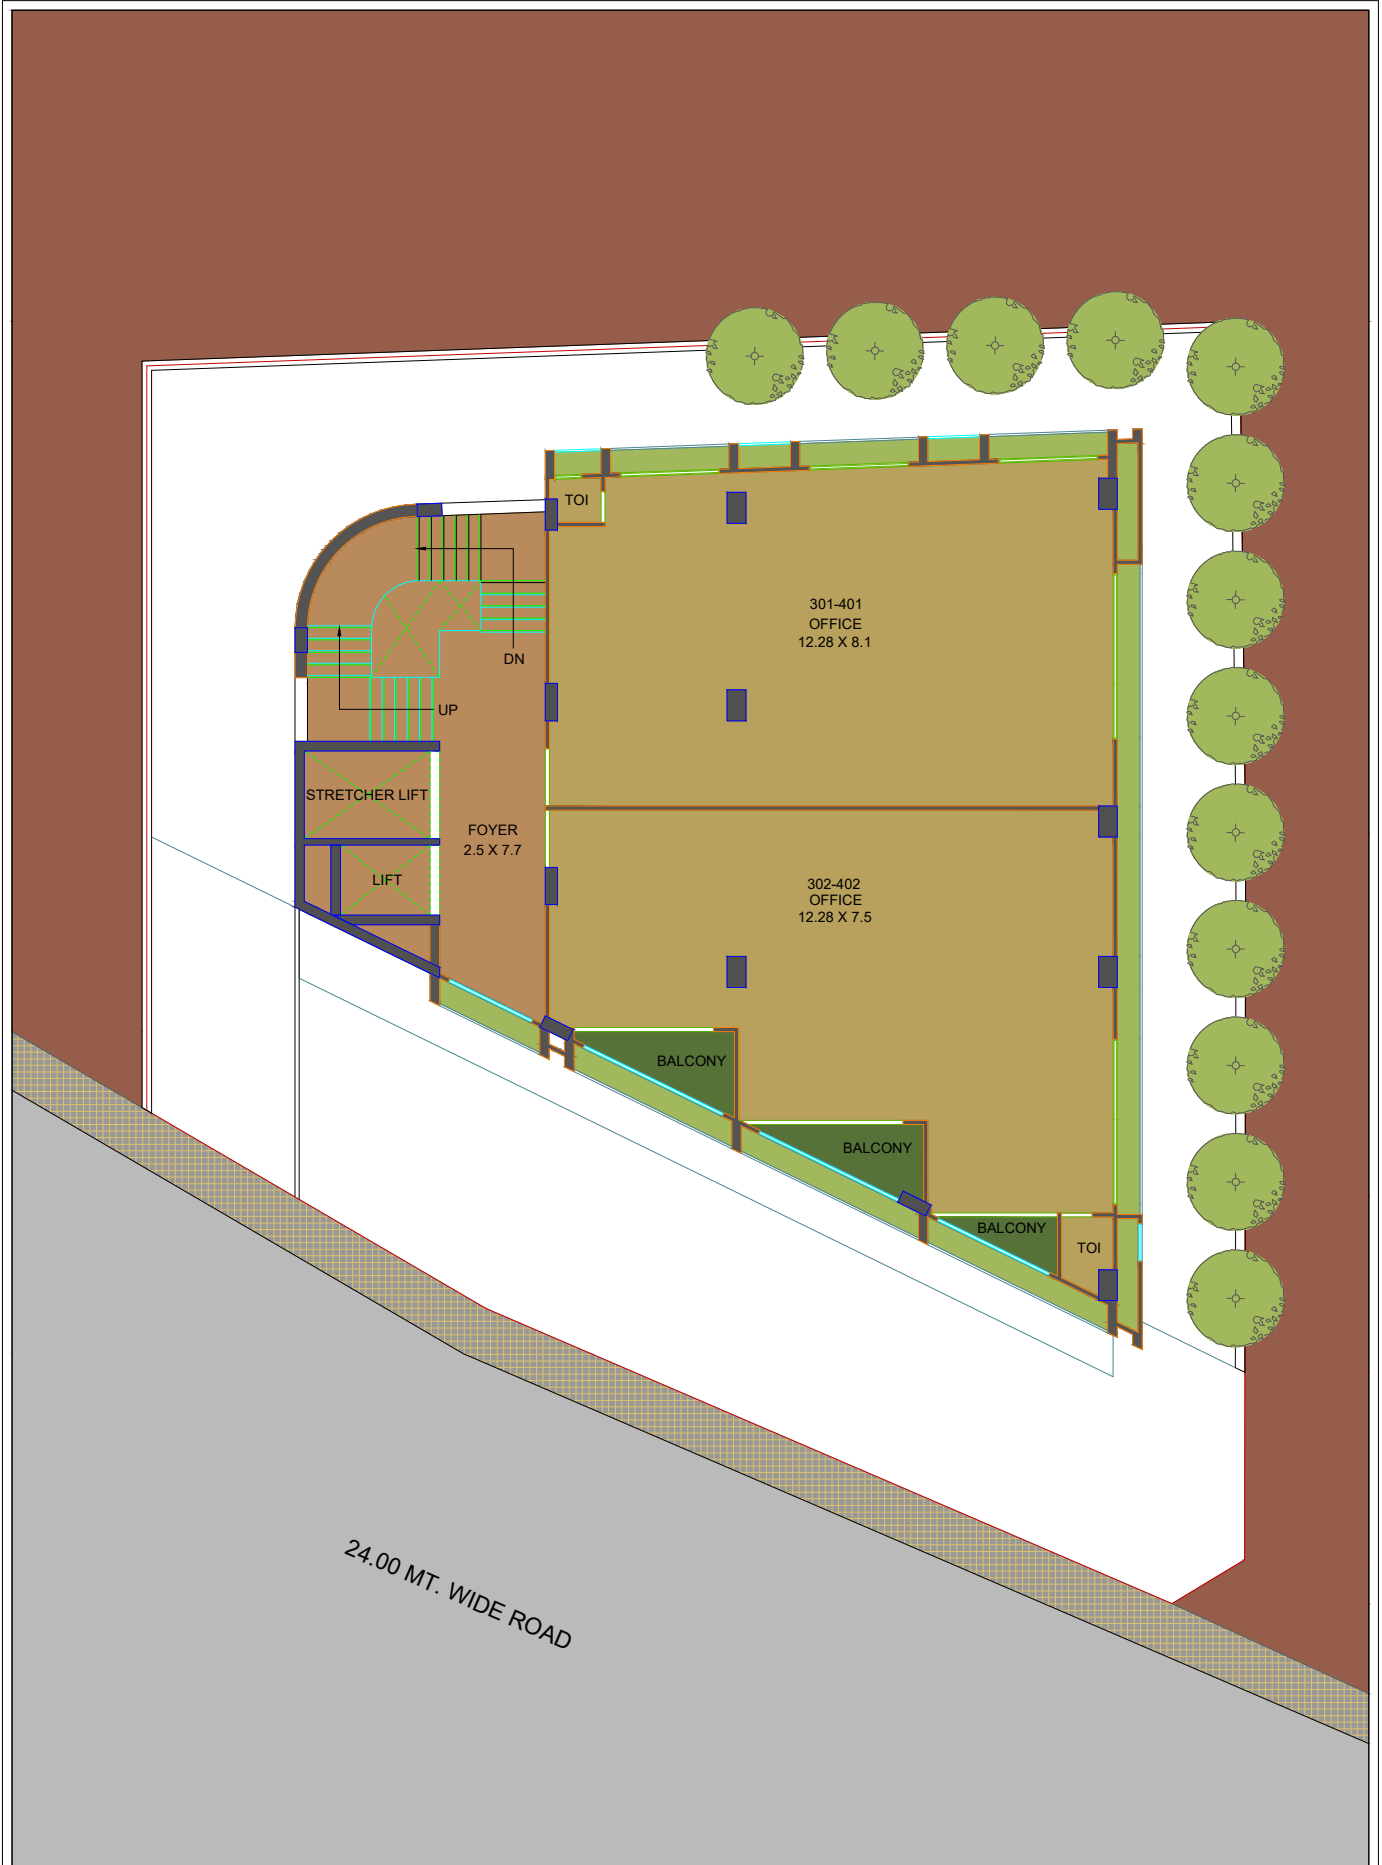 TOI
301-401
OFFICE
12.28 X 8.1
DN
UP
STRETCHER LIFT
FOYER
2.5 X 7.7
LIFT
302-402
OFFICE
12.28 X 7.5
BALCONY
BALCONY
BALCONY
TOI
24.00 MT. WIDE ROAD